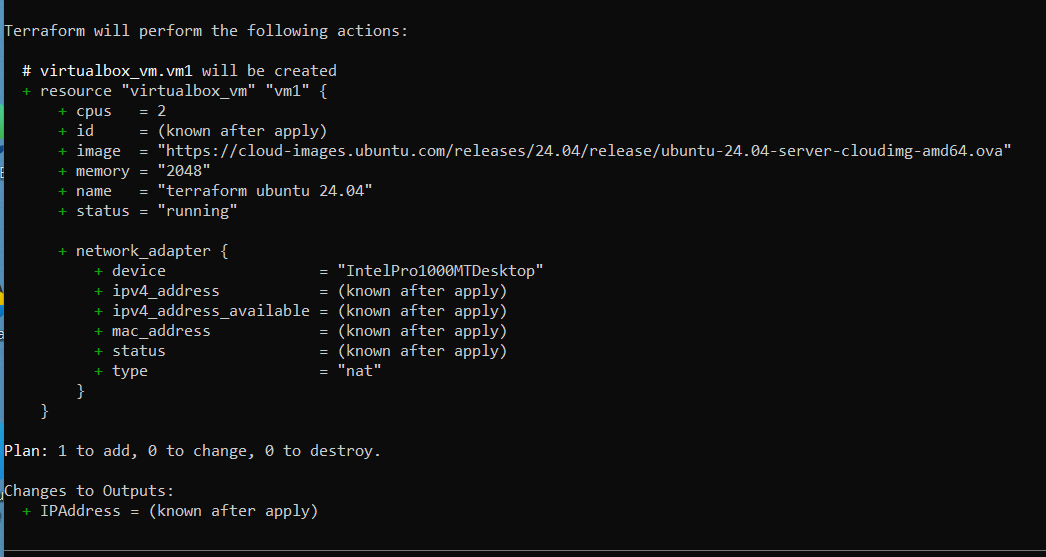 Terraform will perform the following actions:
# virtualbox_vm.vm1 will be created
+ resource "virtualbox_vm" "vm1" {
+ cpus = 2
+ id = (known after apply)
+ image = "https://cloud-images.ubuntu.com/releases/24.04/release/ubuntu-24.04-server-cloudimg-amd64.ova"
+ memory = "2048"
+ name = "terraform ubuntu 24.04"
+ status = "running"
+ network_adapter {
+ device = "IntelPro1000MTDesktop"
+ ipv4_address = (known after apply)
+ ipv4_address_available = (known after apply)
+ mac_address = (known after apply)
+ status = (known after apply)
+ type = "nat"
}
}
Plan: 1 to add, 0 to change, 0 to destroy.
Changes to Outputs:
+ IPAddress = (known after apply)